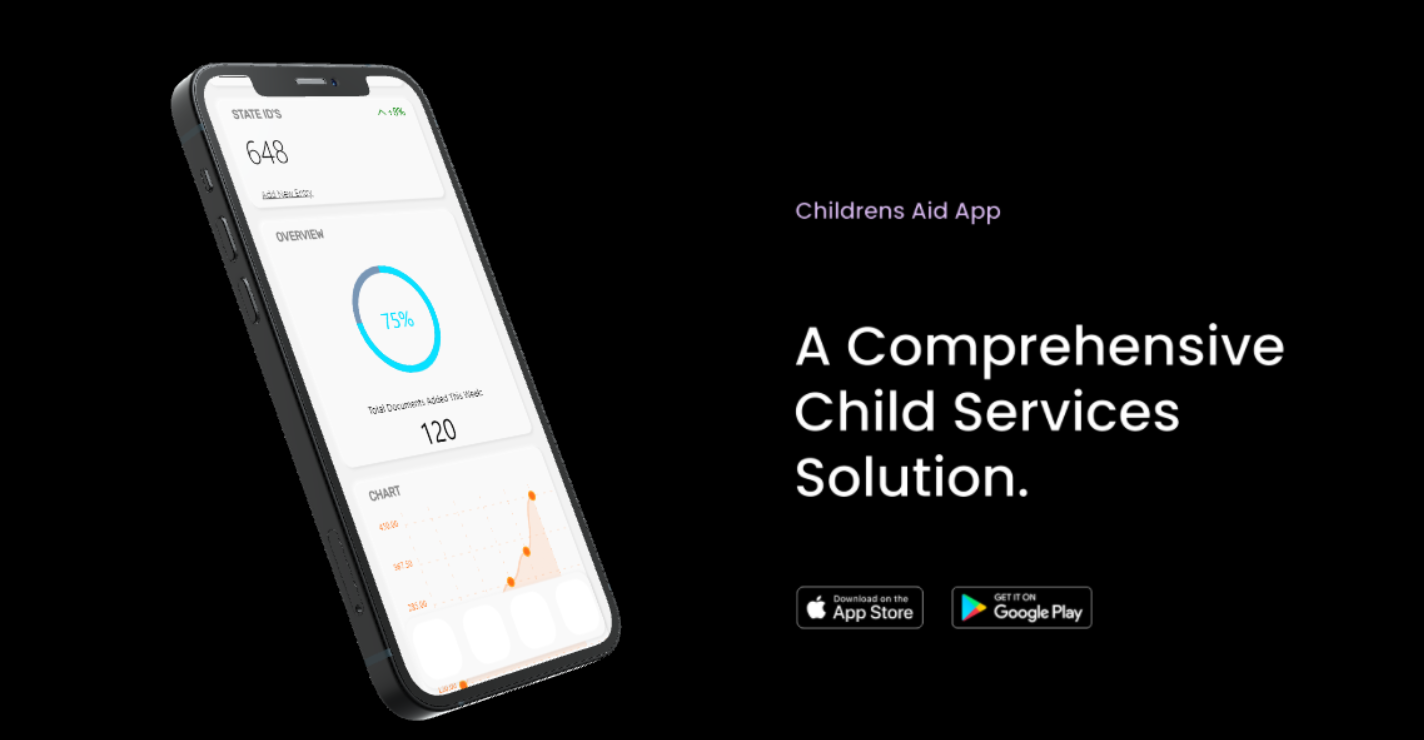 STATE ID'S
648
Add New Entry
OVERVIEW
75%
Total Documents Added This Week:
120
CHART
Childrens Aid App
A Comprehensive
Child Services
Solution.
Download on the
App Store
GET IT ON
Google Play